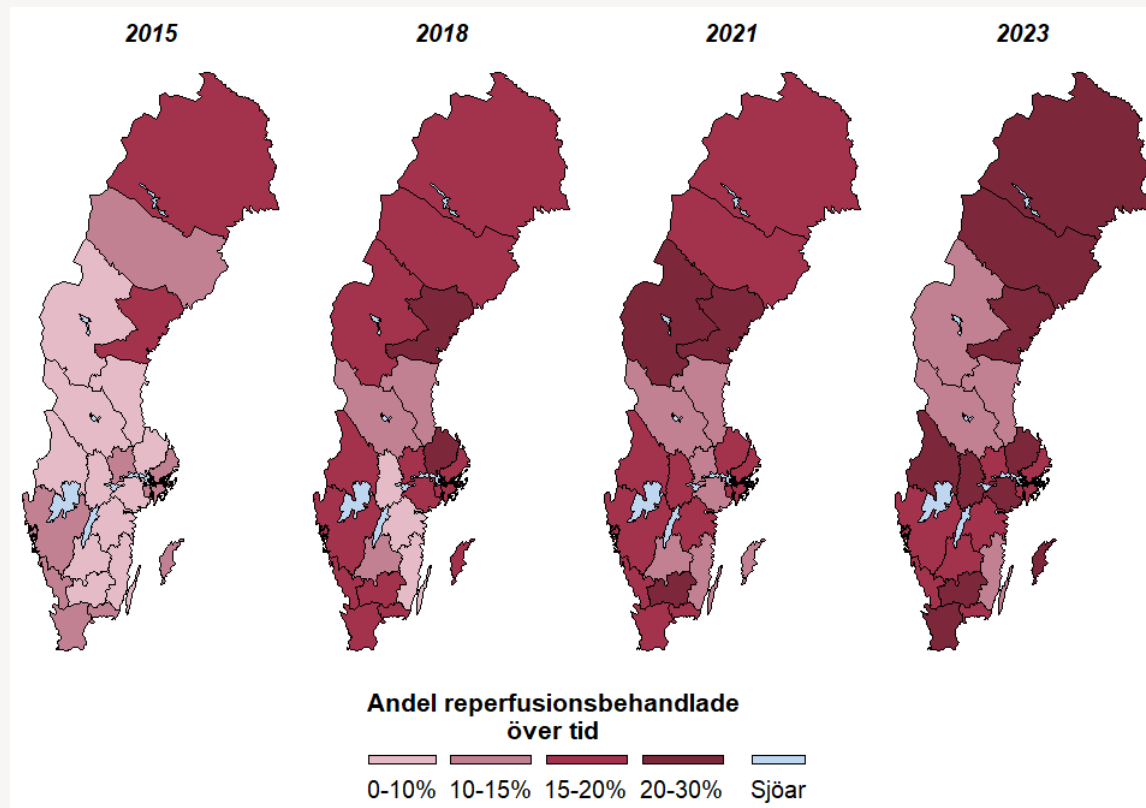 2015 2018 2021 2023
Andel reperfusionsbehandlade
över tid
0-10% 10-15% 15-20% 20-30% Sjöar